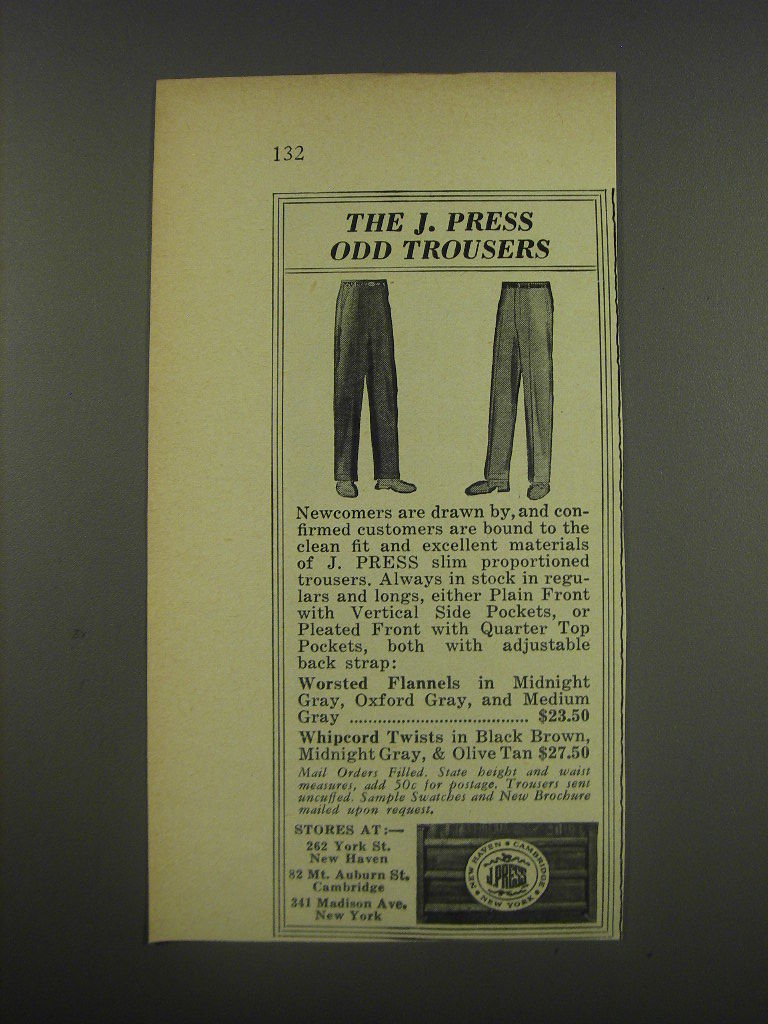 132
THE J. PRESS
ODD TROUSERS
Newcomers are drawn by, and con-
firmed customers are bound to the
clean fit and excellent materials
of J. PRESS slim proportioned
trousers. Always in stock in regu-
lars and longs, either Plain Front
with Vertical Side Pockets, or
Pleated Front with Quarter Top
Pockets, both with adjustable
back strap:
Worsted Flannels in Midnight
Gray, Oxford Gray, and Medium
Gray ...................................... $23.50
Whipcord Twists in Black Brown,
Midnight Gray, & Olive Tan $27.50
Mail Orders Filled. State height and waist
measures, add 50c for postage. Trousers sent
uncuffed. Sample Swatches and New Brochure
mailed upon request.
STORES AT:—
262 York St.
New Haven
82 Mt. Auburn St.
Cambridge
341 Madison Ave.
New York
NEW HAVEN • CAMBRIDGE
J. PRESS
• NEW YORK •